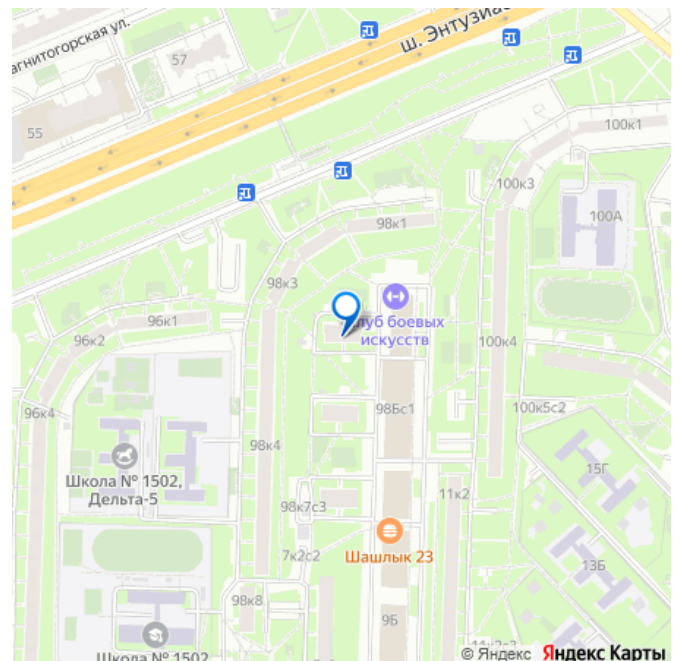 агнитогорская ул.
57
ш. Энтузиас
55
100к1
100к3
100А
98к1
98к3
луб боевых
искусств
96к1
96к2
100к4
96к4
98Бс1
100к5с2
98к4
Школа № 1502,
Дельта-5
15Г
98к7с3
11к2
7к2с2
Шашлык 23
13Б
98к8
9Б
Школа № 1502
© Яндекс Яндекс Карты